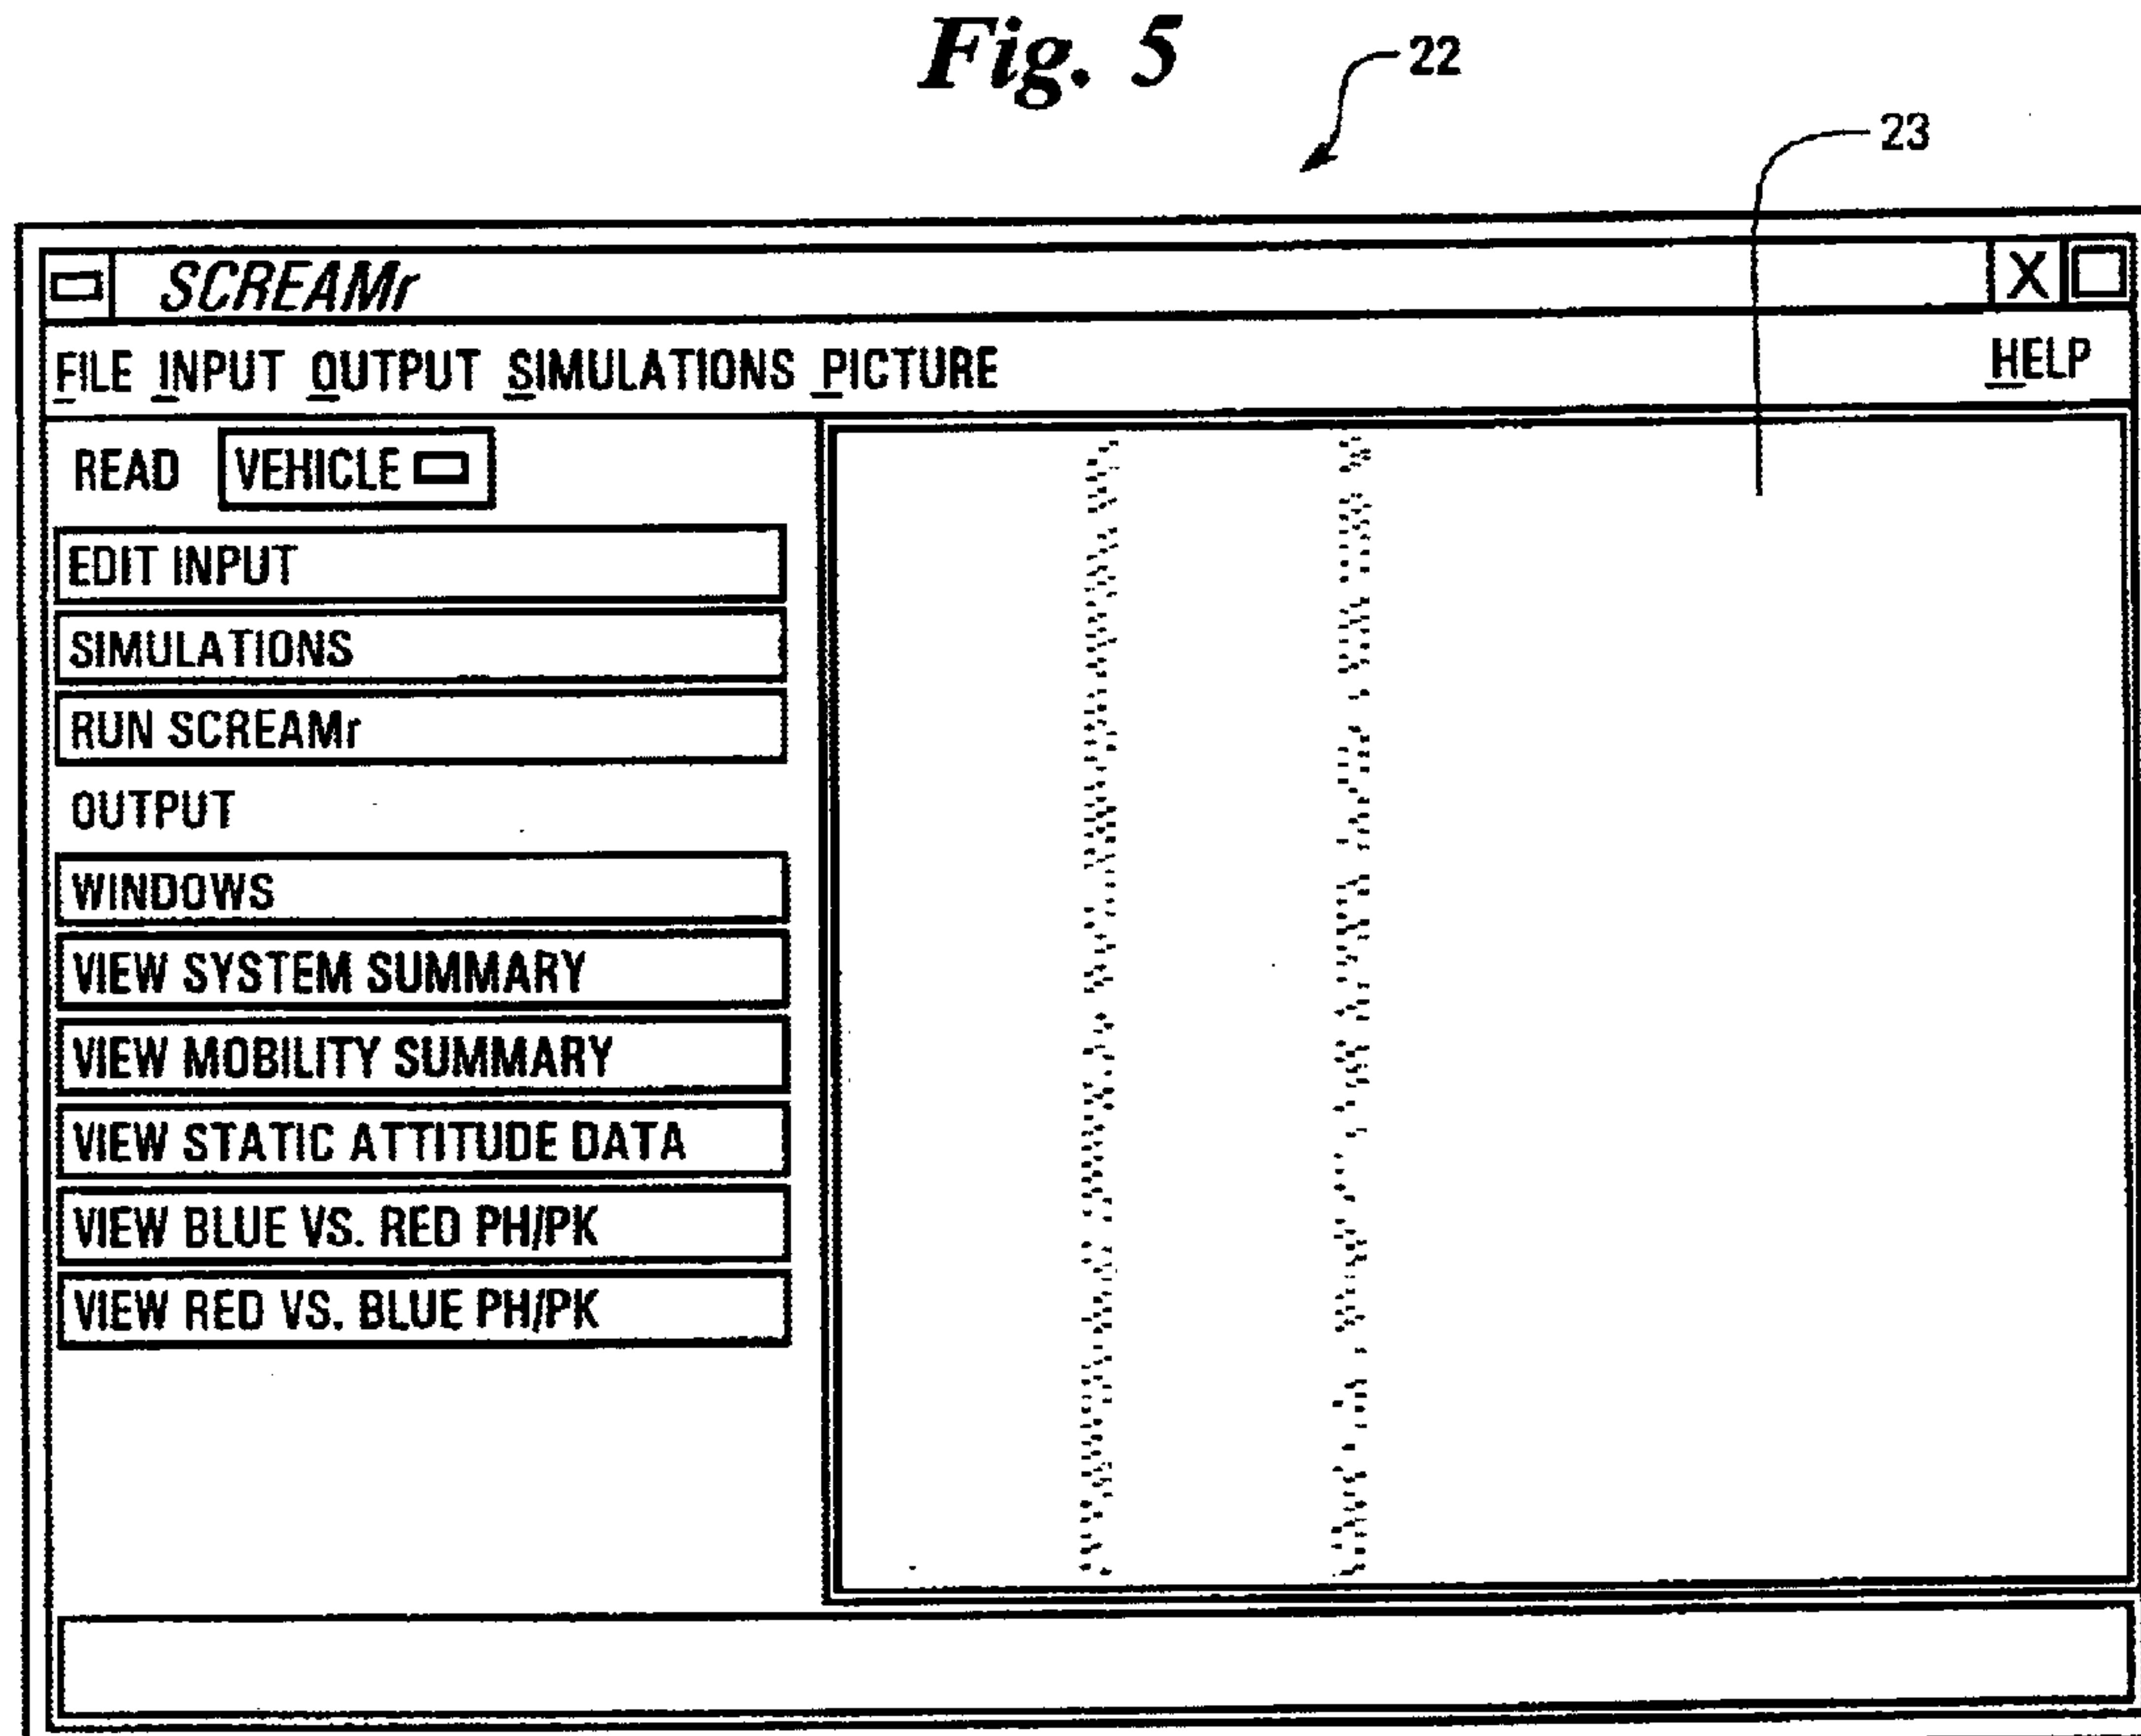 Fig. 5
22
23
SCREAMr X
FILE INPUT OUTPUT SIMULATIONS PICTURE HELP
READ VEHICLE
EDIT INPUT
SIMULATIONS
RUN SCREAMr
OUTPUT
WINDOWS
VIEW SYSTEM SUMMARY
VIEW MOBILITY SUMMARY
VIEW STATIC ATTITUDE DATA
VIEW BLUE VS. RED PH/PK
VIEW RED VS. BLUE PH/PK